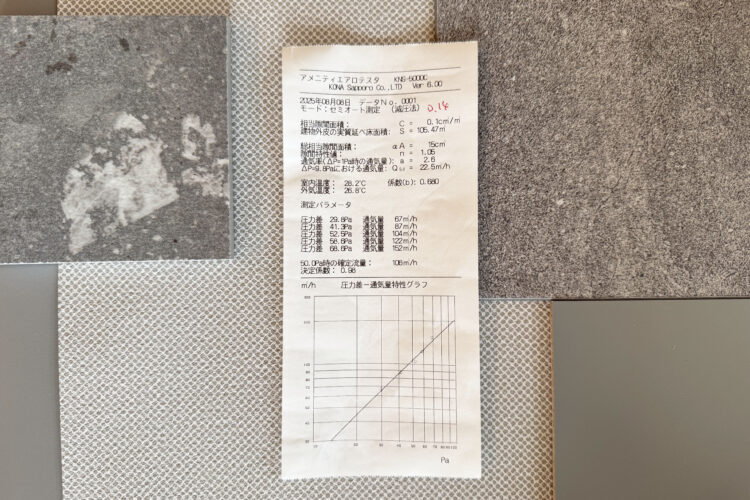 アメニティエアロテスタ KNS-5000C
KONA Sapporo Co.,LTD Ver 6.00
2025年08月08日 データNo. 0001
モード:セミオート測定 (減圧法) 0.14
相当隙間面積: C = 0.1c㎡/㎡
建物外皮の実質延べ床面積: S = 105.47㎡
総相当隙間面積: αA = 15c㎡
隙間特性値: n = 1.05
通気率(ΔP=1Pa時の通気量): a = 2.6
ΔP=9.8Paにおける通気量: Q = 22.5㎥/h
室内温度: 28.2℃ 係数(b): 0.680
外気温度: 26.8℃
測定パラメータ
圧力差 29.8Pa 通気量 67㎥/h
圧力差 41.3Pa 通気量 87㎥/h
圧力差 52.5Pa 通気量 104㎥/h
圧力差 58.6Pa 通気量 122㎥/h
圧力差 68.6Pa 通気量 152㎥/h
50.0Pa時の確定流量: 106㎥/h
決定係数: 0.98
㎥/h 圧力差ー通気量特性グラフ
Pa